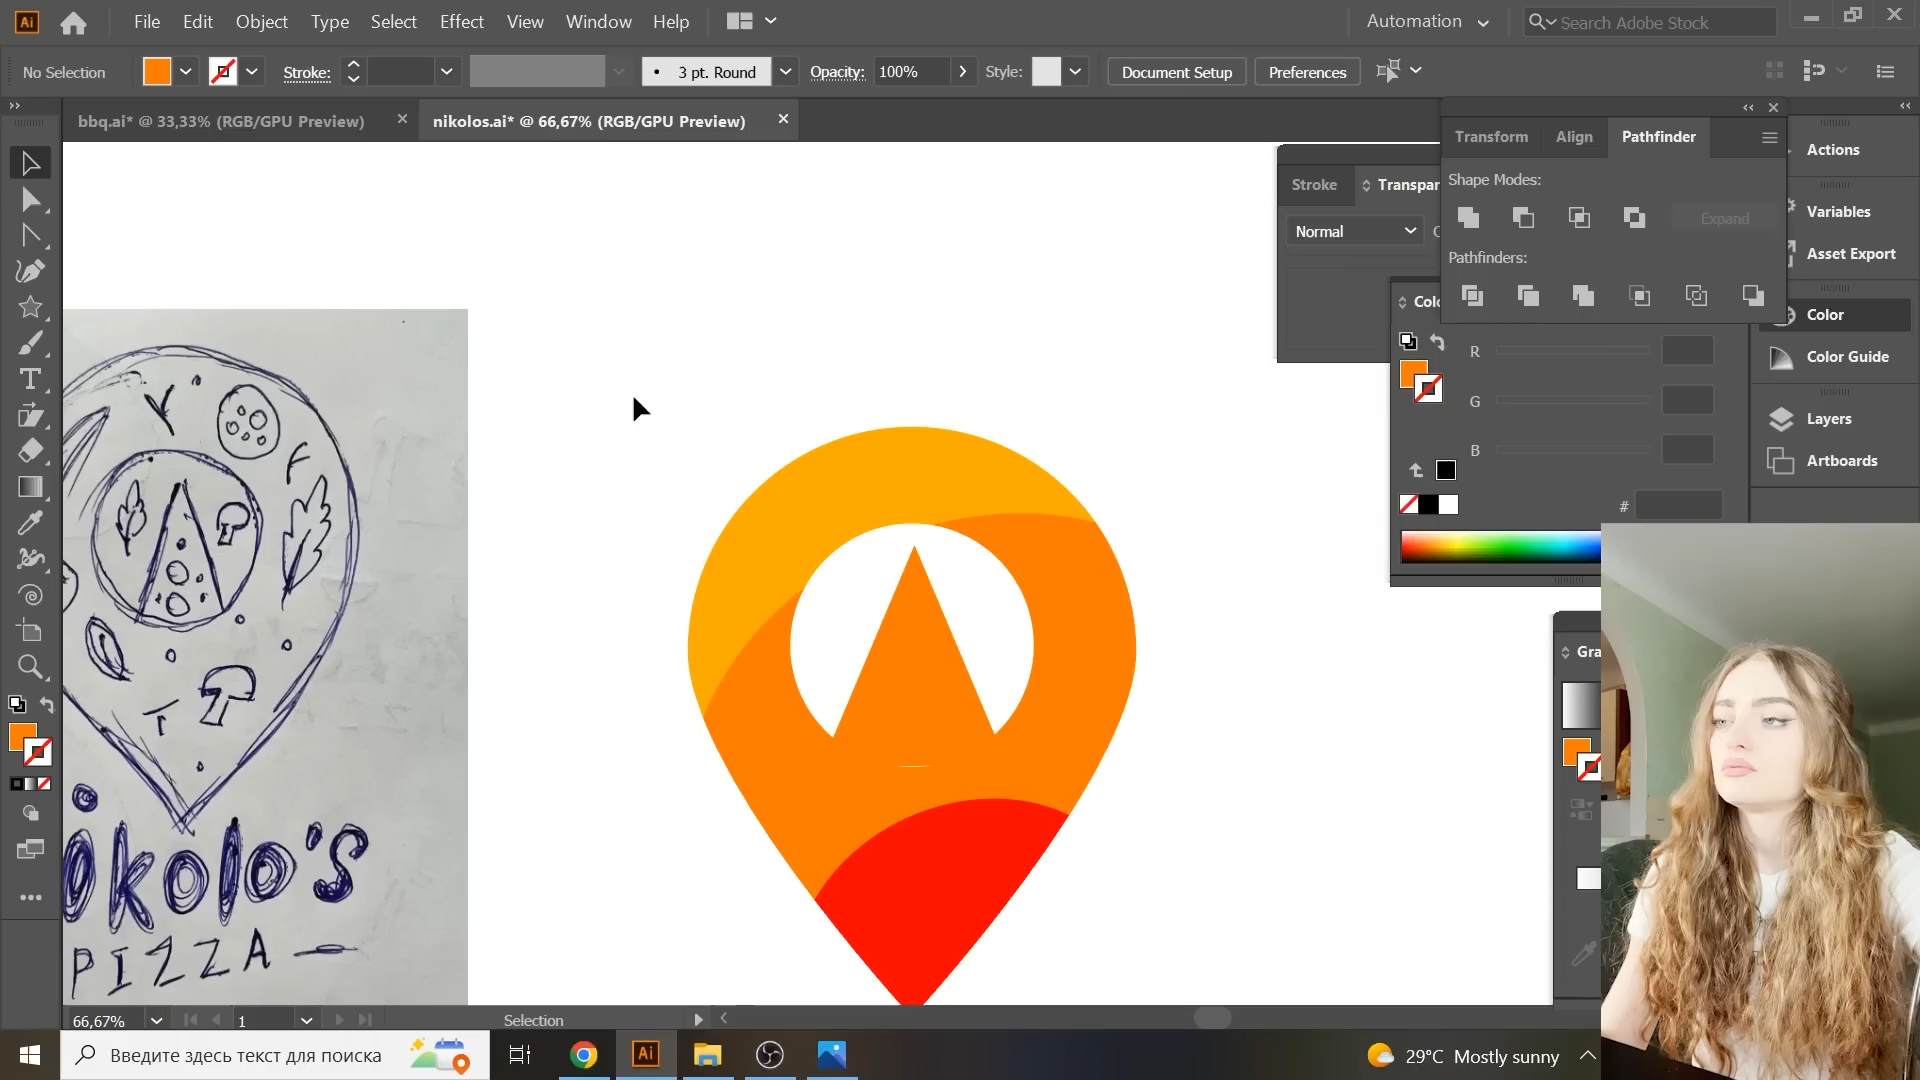 Ai File Edit Object Type Select Effect View Window Help Automation Search Adobe Stock
No Selection Stroke: 3 pt. Round Opacity: 100% Style: Document Setup Preferences
bbq.ai* @ 33,33% (RGB/GPU Preview) nikolos.ai* @ 66,67% (RGB/GPU Preview)
Transform Align Pathfinder
Shape Modes:
Expand
Pathfinders:
Stroke Transpar
Normal
Actions
Variables
Asset Export
Color
Color Guide
Layers
Artboards
Colo
R
G
B
#
Gra
ikolo's
PIZZA
66,67% 1 Selection
Введите здесь текст для поиска Ai 29°C Mostly sunny